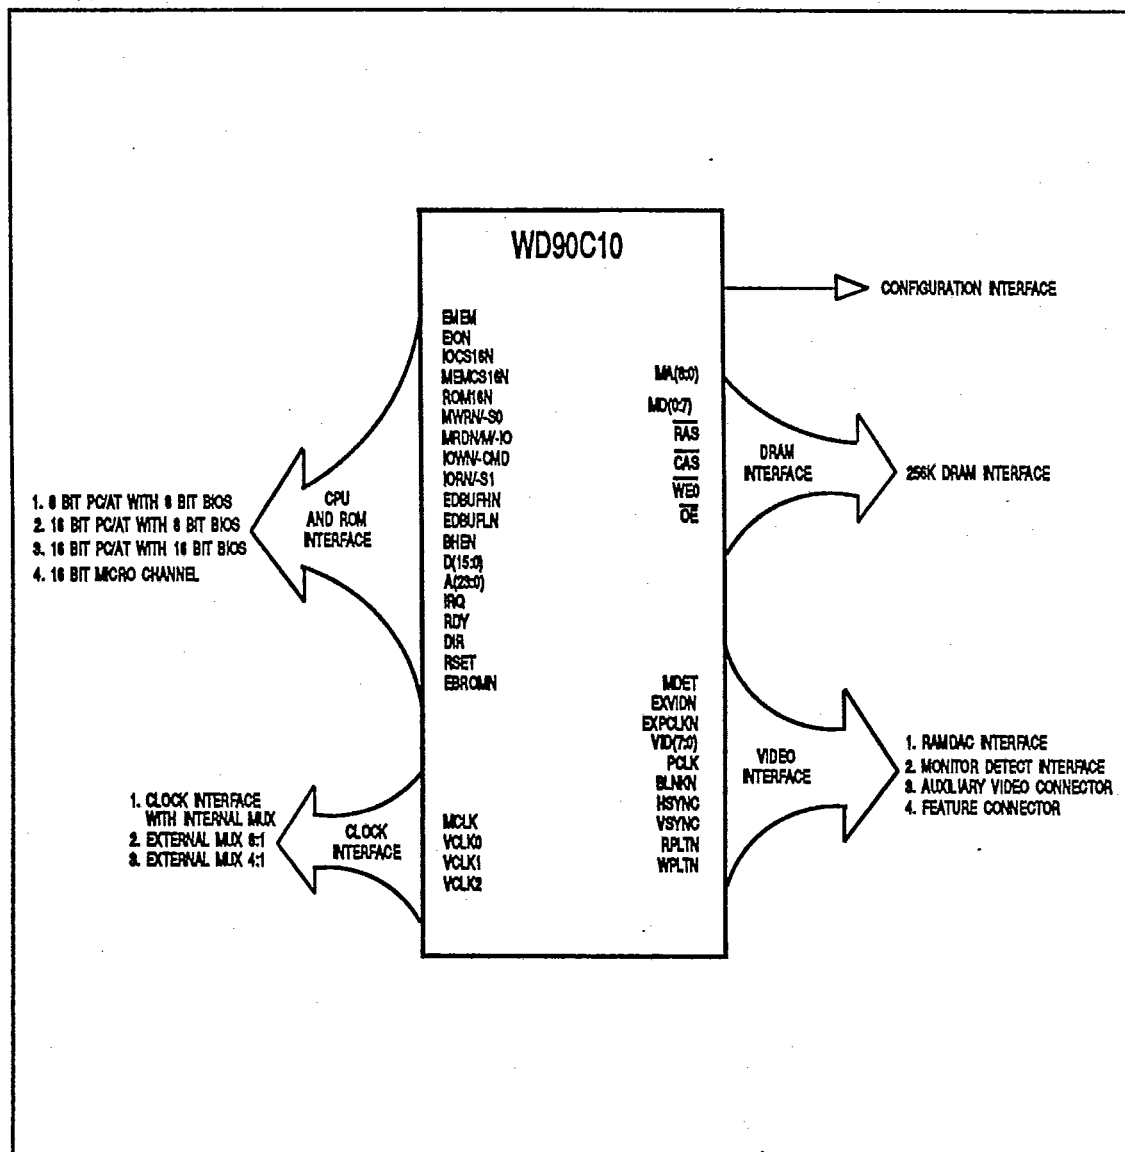 WD90C10
CONFIGURATION INTERFACE
EMEM
EION
IOCS16N
MEMCS16N
ROM16N
MWRN/-S0
MRDN/M/-IO
IOWN/-CMD
IORN/-S1
EDBUFHN
EDBUFLN
BHEN
D(15:0)
A(23:0)
IRQ
RDY
DIR
RSET
EBROMN
CPU
AND ROM
INTERFACE
1. 8 BIT PC/AT WITH 8 BIT BIOS
2. 16 BIT PC/AT WITH 8 BIT BIOS
3. 16 BIT PC/AT WITH 16 BIT BIOS
4. 16 BIT MICRO CHANNEL
MA(8:0)
MD(0:7)
RAS
CAS
WE0
OE
DRAM
INTERFACE
256K DRAM INTERFACE
MDET
EXVIDN
EXPCLKN
VID(7:0)
PCLK
BLNKN
HSYNC
VSYNC
RPLTN
WPLTN
VIDEO
INTERFACE
1. RAMDAC INTERFACE
2. MONITOR DETECT INTERFACE
3. AUXILIARY VIDEO CONNECTOR
4. FEATURE CONNECTOR
MCLK
VCLK0
VCLK1
VCLK2
CLOCK
INTERFACE
1. CLOCK INTERFACE
WITH INTERNAL MUX
2. EXTERNAL MUX 8:1
3. EXTERNAL MUX 4:1